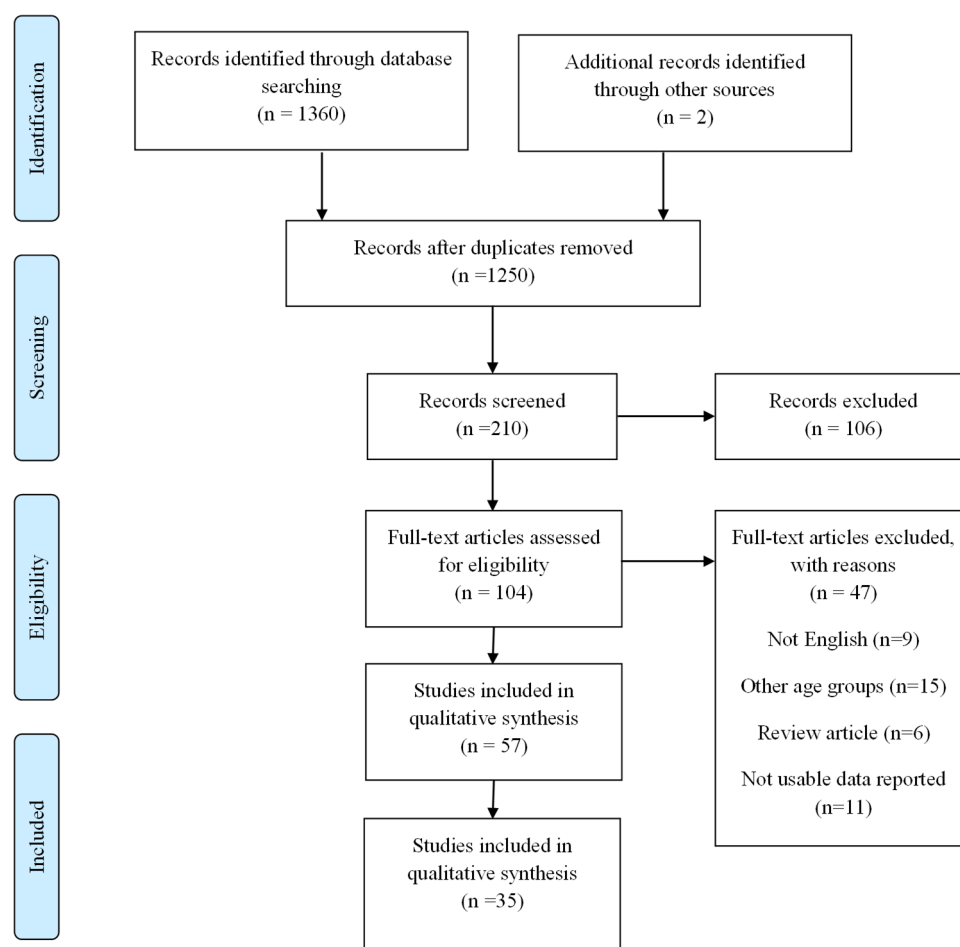 Identification
Records identified through database
searching
(n = 1360)
Additional records identified
through other sources
(n = 2)
Records after duplicates removed
(n =1250)
Screening
Records screened
(n =210)
Records excluded
(n = 106)
Eligibility
Full-text articles assessed
for eligibility
(n = 104)
Full-text articles excluded,
with reasons
(n = 47)
Not English (n=9)
Other age groups (n=15)
Review article (n=6)
Not usable data reported
(n=11)
Studies included in
qualitative synthesis
(n = 57)
Included
Studies included in
qualitative synthesis
(n =35)